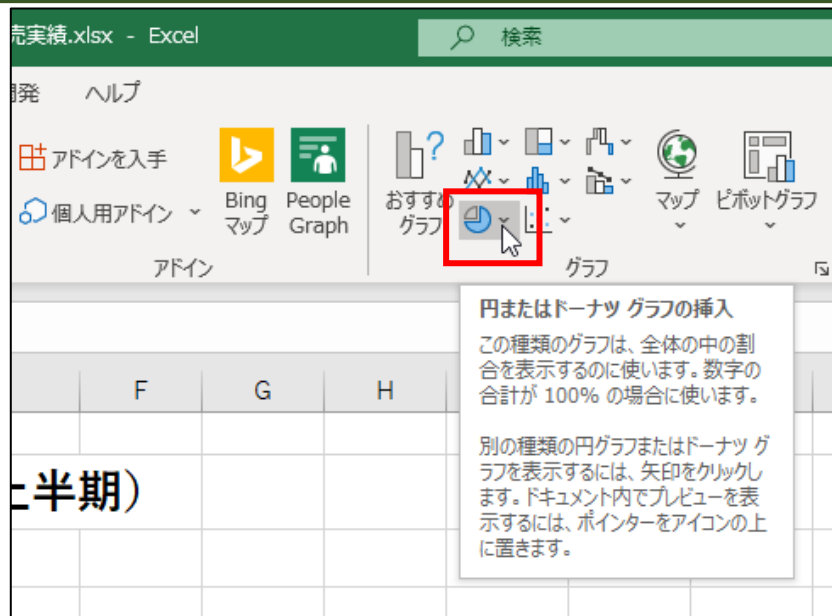 売実績.xlsx - Excel
検索
開発 ヘルプ
アドインを入手
個人用アドイン
Bing
マップ
People
Graph
おすすめ
グラフ
マップ
ピボットグラフ
アドイン
グラフ
円またはドーナツ グラフの挿入
この種類のグラフは、全体の中の割
合を表示するのに使います。数字の
合計が 100% の場合に使います。
別の種類の円グラフまたはドーナツ グ
ラフを表示するには、矢印をクリックし
ます。ドキュメント内でプレビューを表
示するには、ポインターをアイコンの上
に置きます。
F G H
上半期）